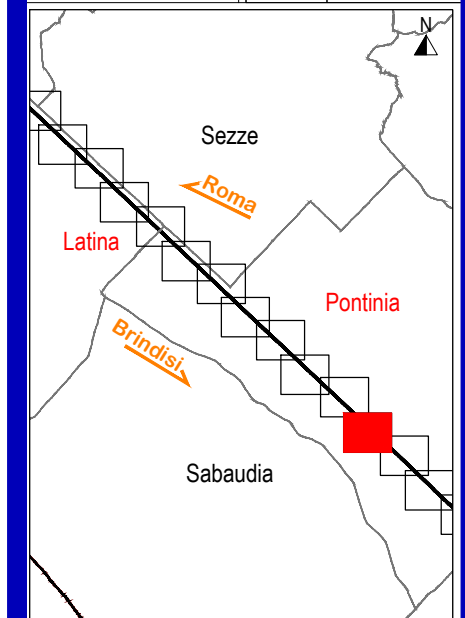 N
Sezze
Roma
Latina
Pontinia
Brindisi
Sabaudia